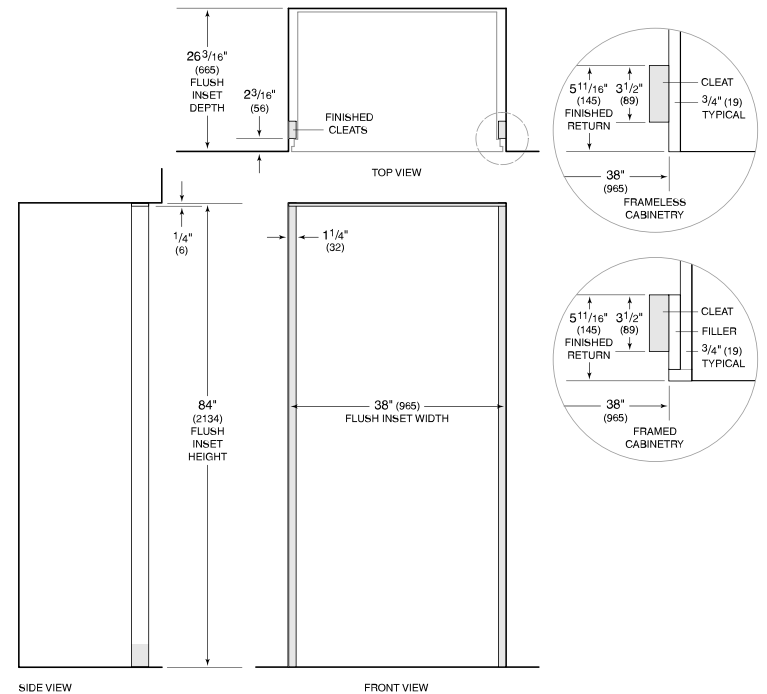 26 3/16"
(665)
FLUSH
INSET
DEPTH
2 3/16"
(56)
FINISHED
CLEATS
TOP VIEW
5 11/16"
(145)
FINISHED
RETURN
3 1/2"
(89)
CLEAT
3/4" (19)
TYPICAL
38"
(965)
FRAMELESS
CABINETRY
1/4"
(6)
1 1/4"
(32)
5 11/16"
(145)
FINISHED
RETURN
3 1/2"
(89)
CLEAT
FILLER
3/4" (19)
TYPICAL
38"
(965)
FRAMED
CABINETRY
84"
(2134)
FLUSH
INSET
HEIGHT
38" (965)
FLUSH INSET WIDTH
SIDE VIEW
FRONT VIEW